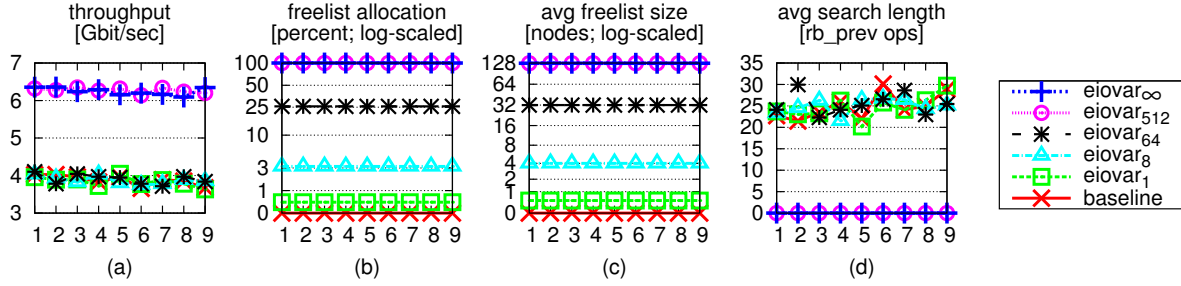 throughput
[Gbit/sec]
7
6
5
4
3
1 2 3 4 5 6 7 8 9
(a)
freelist allocation
[percent; log-scaled]
100
50
25
10
3
1
0
1 2 3 4 5 6 7 8 9
(b)
avg freelist size
[nodes; log-scaled]
128
64
32
16
8
4
2
1
0
1 2 3 4 5 6 7 8 9
(c)
avg search length
[rb_prev ops]
35
30
25
20
15
10
5
0
1 2 3 4 5 6 7 8 9
(d)
eiovar∞
eiovar512
eiovar64
eiovar8
eiovar1
baseline